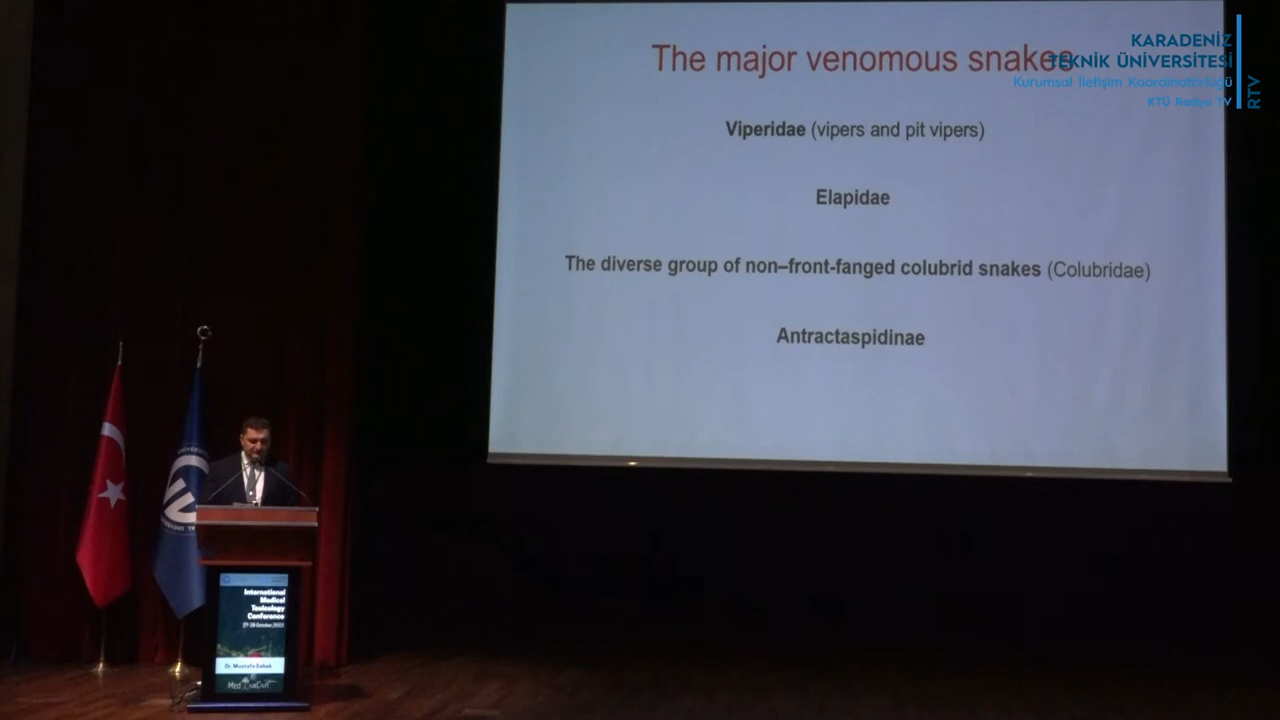 The major venomous snakes
Viperidae (vipers and pit vipers)
Elapidae
The diverse group of non–front-fanged colubrid snakes (Colubridae)
Antractaspidinae
KARADENİZ
TEKNİK ÜNİVERSİTESİ
Kurumsal İletişim Koordinatörlüğü
KTÜ Radyo TV
RTV
International
Medical
Toxicology
Conference